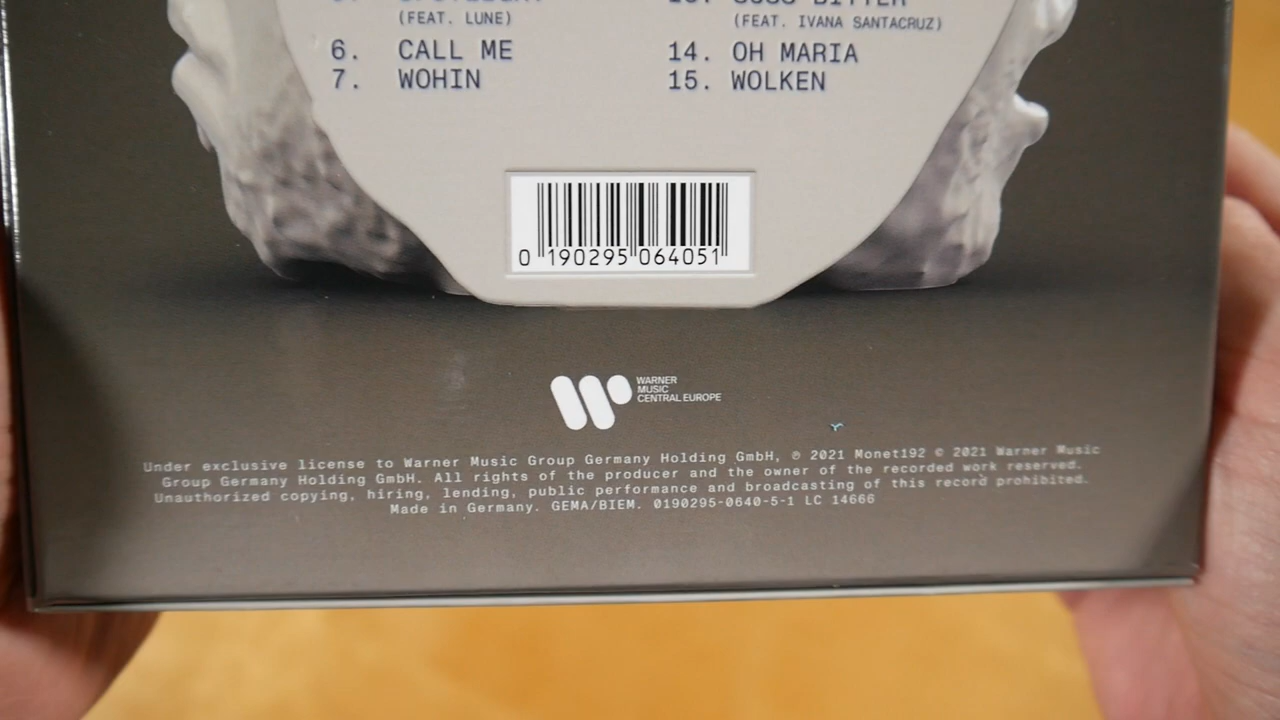 (FEAT. LUNE)
6. CALL ME
7. WOHIN
(FEAT. IVANA SANTACRUZ)
14. OH MARIA
15. WOLKEN
0 190295 064051
WARNER
MUSIC
CENTRAL EUROPE
Under exclusive license to Warner Music Group Germany Holding GmbH, ℗ 2021 Monet192 © 2021 Warner Music
Group Germany Holding GmbH. All rights of the producer and the owner of the recorded work reserved.
Unauthorized copying, hiring, lending, public performance and broadcasting of this record prohibited.
Made in Germany. GEMA/BIEM. 0190295-0640-5-1 LC 14666